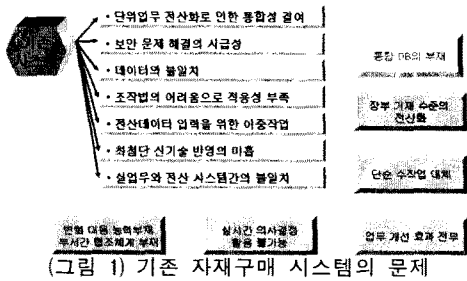 • 단위업무 전산화로 인한 통합성 결여
• 보안 문제 해결의 시급성
• 데이터의 불일치
• 조작법의 어려움으로 적용성 부족
• 전산데이터 입력을 위한 이중작업
• 최첨단 신기술 반영의 미흡
• 실업무와 전산 시스템간의 불일치
통합 DB의 부재
장부 기재 수준의
전산화
단순 수작업 대체
변화 대응 능력부재
부서간 협조체계 부재
실시간 의사결정
활용 불가능
업무 개선 효과 전무
(그림 1) 기존 자재구매 시스템의 문제